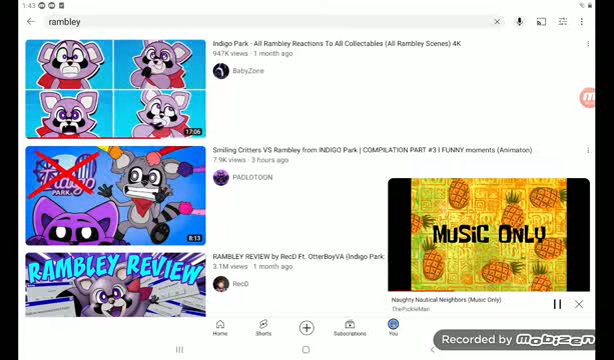 1:43
rambley
Indigo Park - All Rambley Reactions To All Collectables (All Rambley Scenes) 4K
947K views · 1 month ago
BabyZone
17:06
Smiling Critters VS Rambley from INDIGO Park | COMPILATION PART #3 I FUNNY moments (Animaton)
7.9K views · 3 hours ago
PADLOTOON
Indigo
PARK
8:13
MUSIC ONLY
RAMBLEY REVIEW by RecD Ft. OtterBoyVA (Indigo Park
3.1M views · 1 month ago
RecD
RAMBLEY REVIEW
Naughty Nautical Neighbors (Music Only)
ThePickleMan
Home
Shorts
Subscriptions
You
Recorded by mobizen